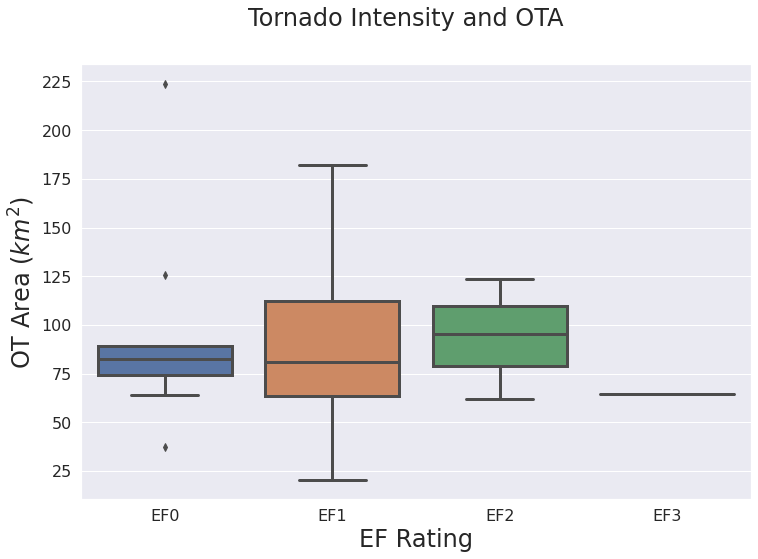 Tornado Intensity and OTA
OT Area (km²)
225
200
175
150
125
100
75
50
25
EF0 EF1 EF2 EF3
EF Rating